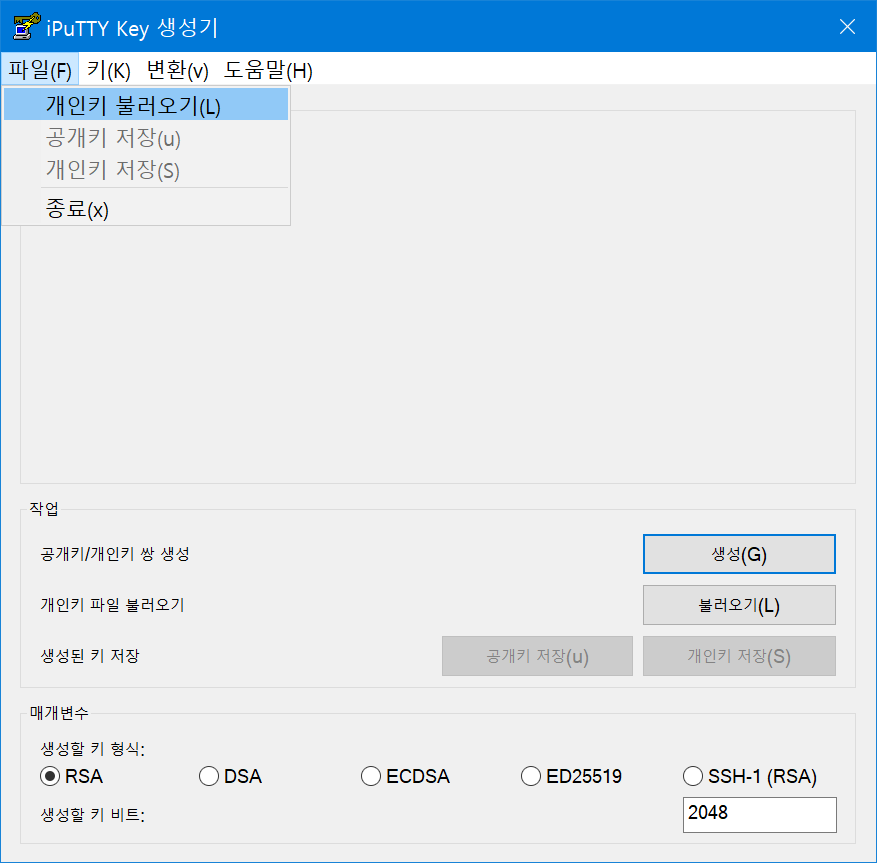 iPuTTY Key 생성기
파일(F) 키(K) 변환(v) 도움말(H)
개인키 불러오기(L)
공개키 저장(u)
개인키 저장(S)
종료(x)
작업
공개키/개인키 쌍 생성 생성(G)
개인키 파일 불러오기 불러오기(L)
생성된 키 저장 공개키 저장(u) 개인키 저장(S)
매개변수
생성할 키 형식:
RSA DSA ECDSA ED25519 SSH-1 (RSA)
생성할 키 비트: 2048